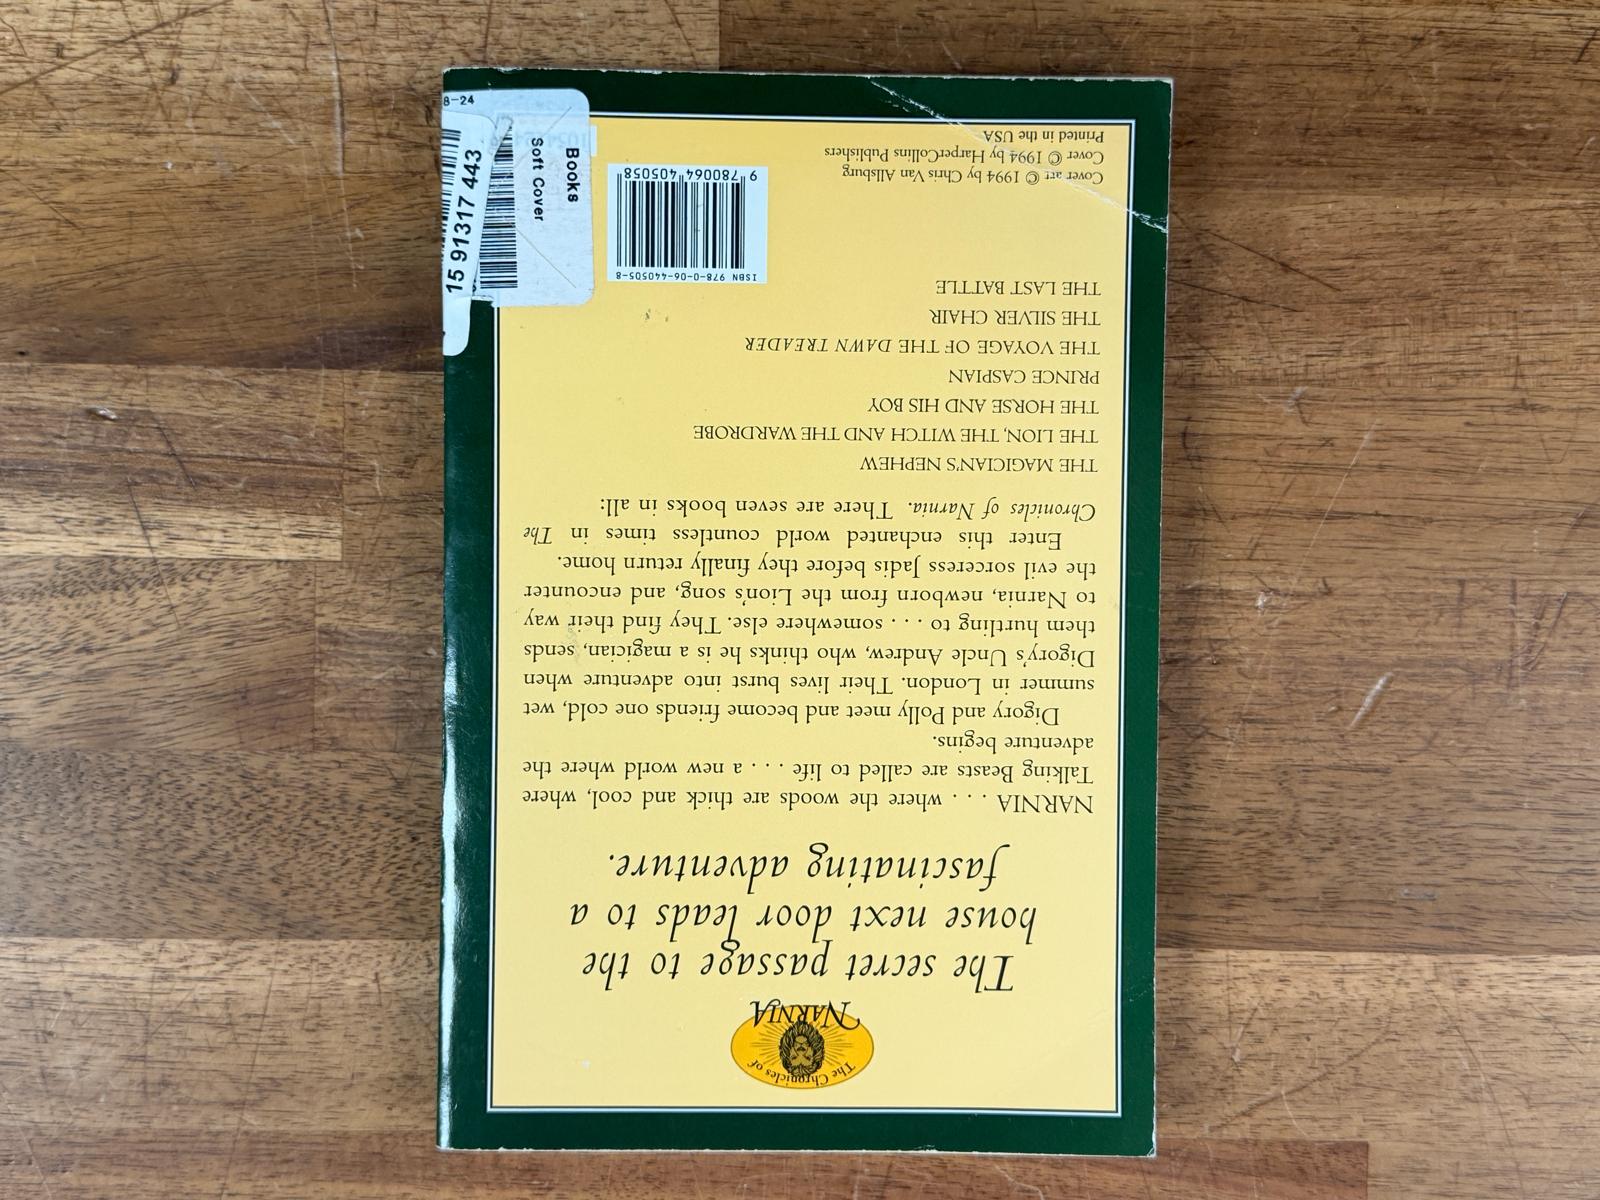 The Chronicles of
NARNIA
The secret passage to the
house next door leads to a
fascinating adventure.
NARNIA . . . where the woods are thick and cool, where
Talking Beasts are called to life . . . a new world where the
adventure begins.
Digory and Polly meet and become friends one cold, wet
summer in London. Their lives burst into adventure when
Digory's Uncle Andrew, who thinks he is a magician, sends
them hurtling to . . . somewhere else. They find their way
to Narnia, newborn from the Lion's song, and encounter
the evil sorceress Jadis before they finally return home.
Enter this enchanted world countless times in The
Chronicles of Narnia. There are seven books in all:
THE MAGICIAN'S NEPHEW
THE LION, THE WITCH AND THE WARDROBE
THE HORSE AND HIS BOY
PRINCE CASPIAN
THE VOYAGE OF THE DAWN TREADER
THE SILVER CHAIR
THE LAST BATTLE
Cover art © 1994 by Chris Van Allsburg
Cover © 1994 by HarperCollins Publishers
Printed in the USA
ISBN 978-0-06-440505-8
9 780064 405058
Books
Soft Cover
15 91317 443
8-24